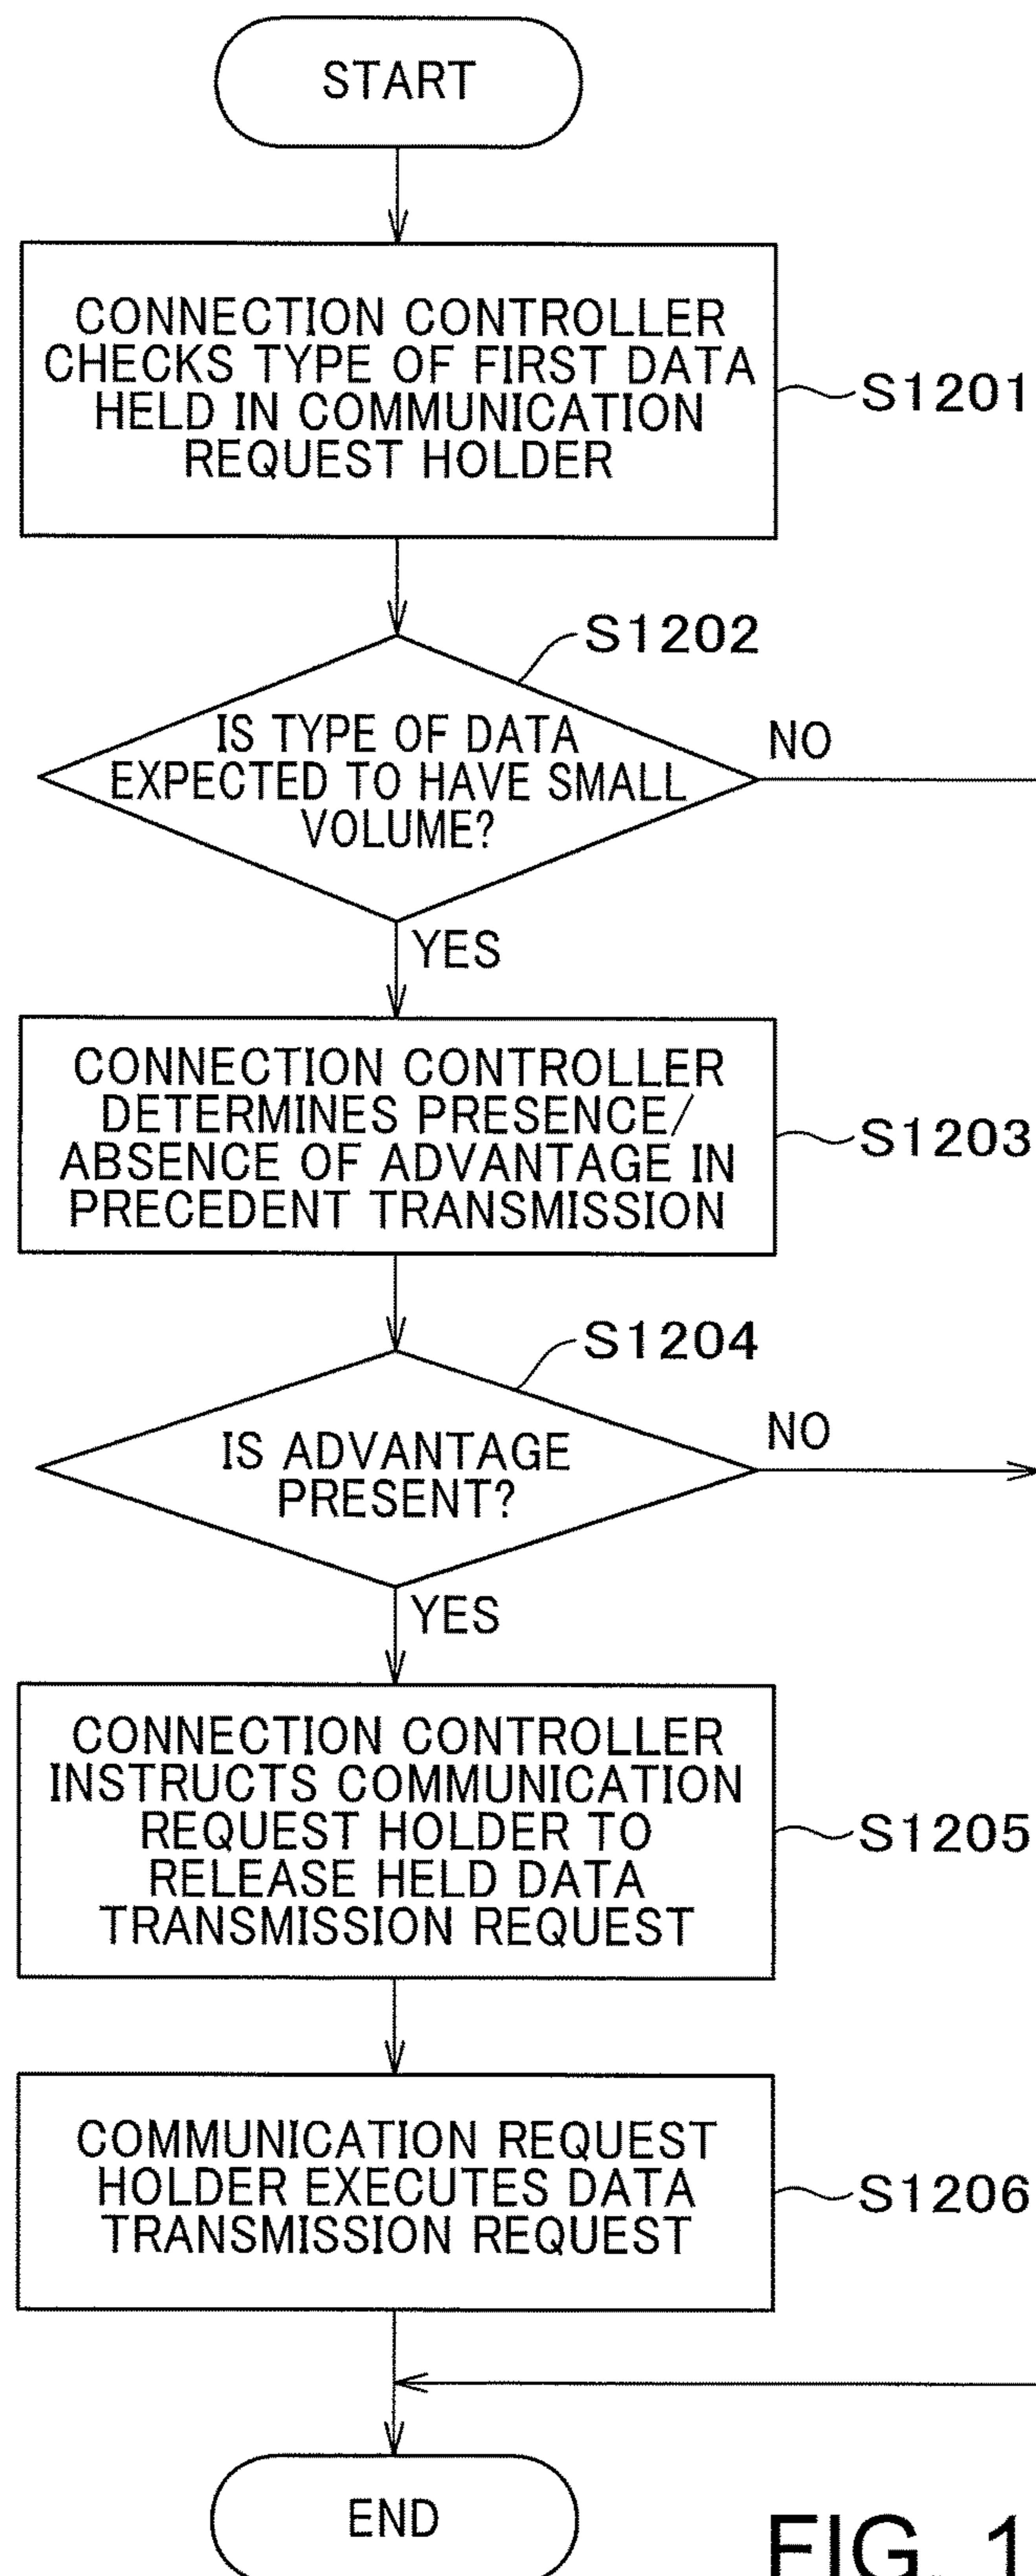 START
CONNECTION CONTROLLER
CHECKS TYPE OF FIRST DATA
HELD IN COMMUNICATION
REQUEST HOLDER
S1201
S1202
IS TYPE OF DATA
EXPECTED TO HAVE SMALL
VOLUME?
NO
YES
CONNECTION CONTROLLER
DETERMINES PRESENCE/
ABSENCE OF ADVANTAGE IN
PRECEDENT TRANSMISSION
S1203
S1204
IS ADVANTAGE
PRESENT?
NO
YES
CONNECTION CONTROLLER
INSTRUCTS COMMUNICATION
REQUEST HOLDER TO
RELEASE HELD DATA
TRANSMISSION REQUEST
S1205
COMMUNICATION REQUEST
HOLDER EXECUTES DATA
TRANSMISSION REQUEST
S1206
END
FIG. 1